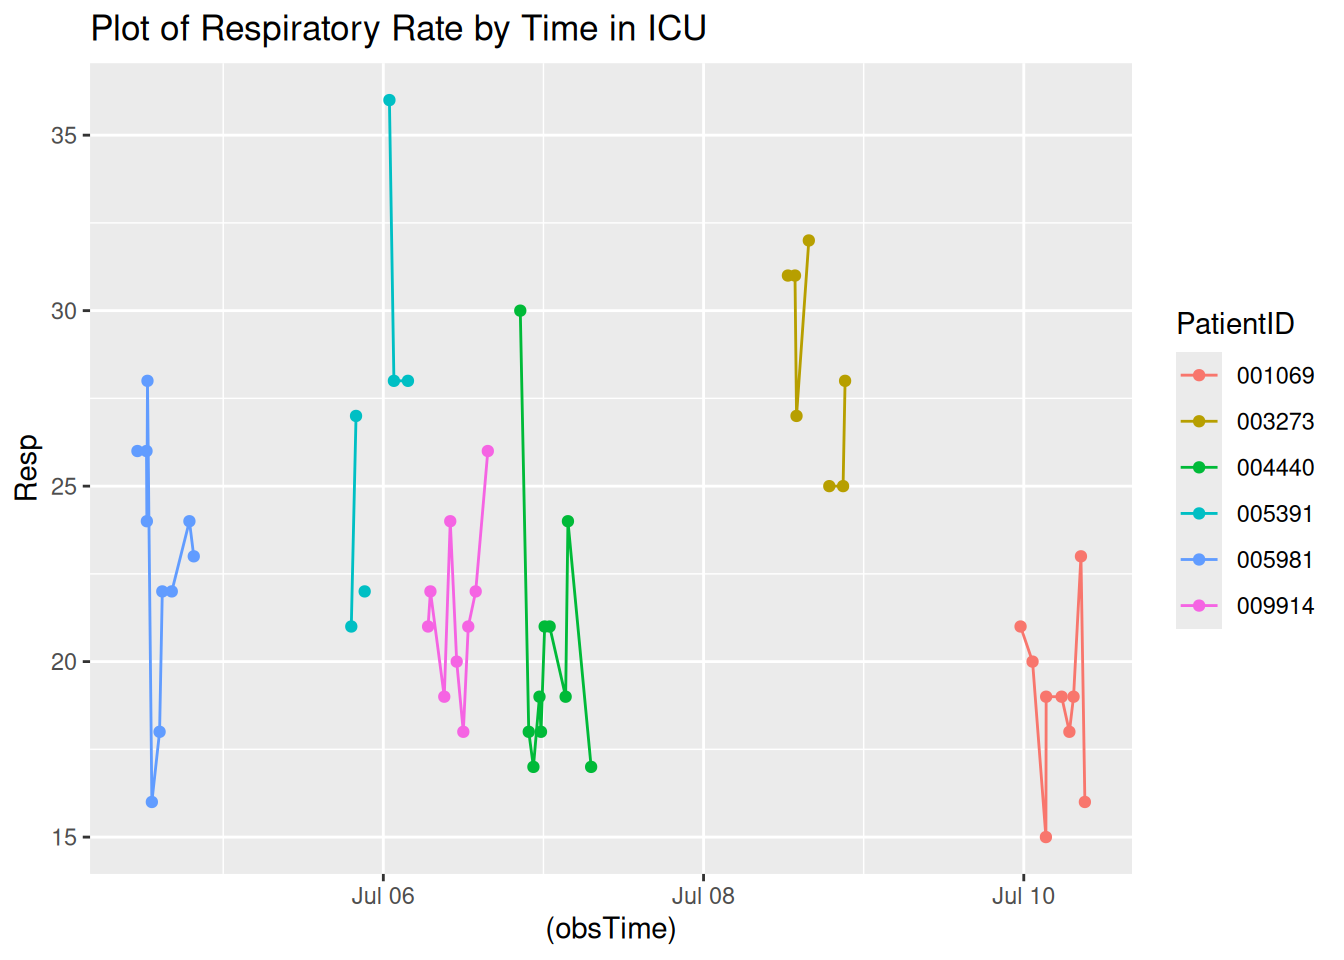 Plot of Respiratory Rate by Time in ICU
35
30
25
20
15
Resp
Jul 06
Jul 08
Jul 10
(obsTime)
PatientID
001069
003273
004440
005391
005981
009914